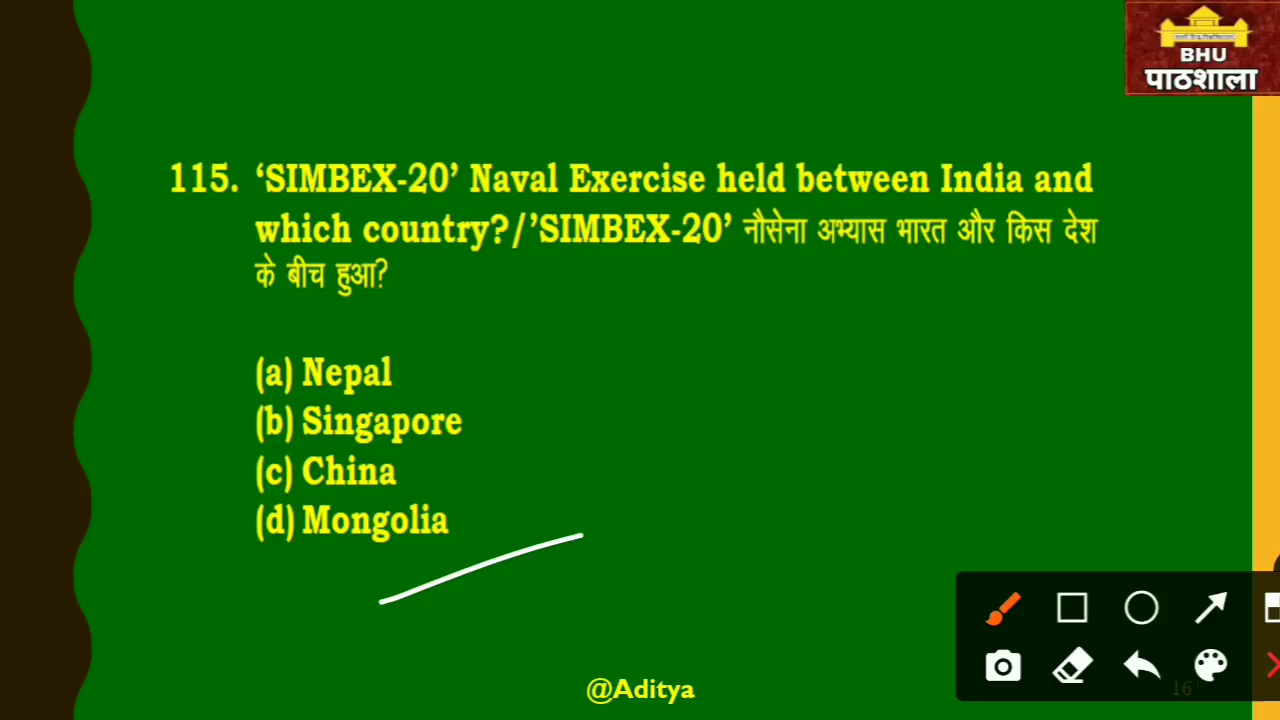 BHU
पाठशाला
115. ‘SIMBEX-20’ Naval Exercise held between India and
which country?/’SIMBEX-20’ नौसेना अभ्यास भारत और किस देश
के बीच हुआ?
(a) Nepal
(b) Singapore
(c) China
(d) Mongolia
@Aditya
16